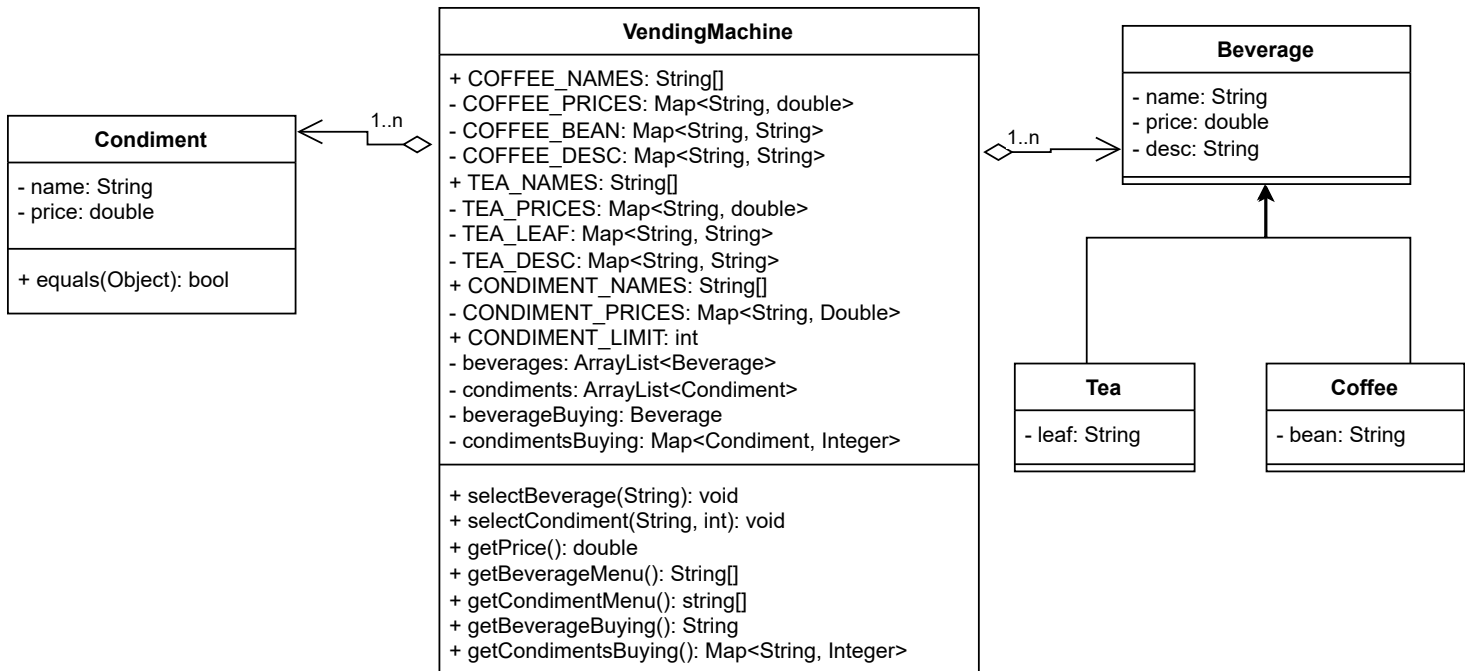 Condiment
- name: String
- price: double
+ equals(Object): bool
1..n
VendingMachine
+ COFFEE_NAMES: String[]
- COFFEE_PRICES: Map<String, double>
- COFFEE_BEAN: Map<String, String>
- COFFEE_DESC: Map<String, String>
+ TEA_NAMES: String[]
- TEA_PRICES: Map<String, double>
- TEA_LEAF: Map<String, String>
- TEA_DESC: Map<String, String>
+ CONDIMENT_NAMES: String[]
- CONDIMENT_PRICES: Map<String, Double>
+ CONDIMENT_LIMIT: int
- beverages: ArrayList<Beverage>
- condiments: ArrayList<Condiment>
- beverageBuying: Beverage
- condimentsBuying: Map<Condiment, Integer>
+ selectBeverage(String): void
+ selectCondiment(String, int): void
+ getPrice(): double
+ getBeverageMenu(): String[]
+ getCondimentMenu(): string[]
+ getBeverageBuying(): String
+ getCondimentsBuying(): Map<String, Integer>
1..n
Beverage
- name: String
- price: double
- desc: String
Tea
- leaf: String
Coffee
- bean: String